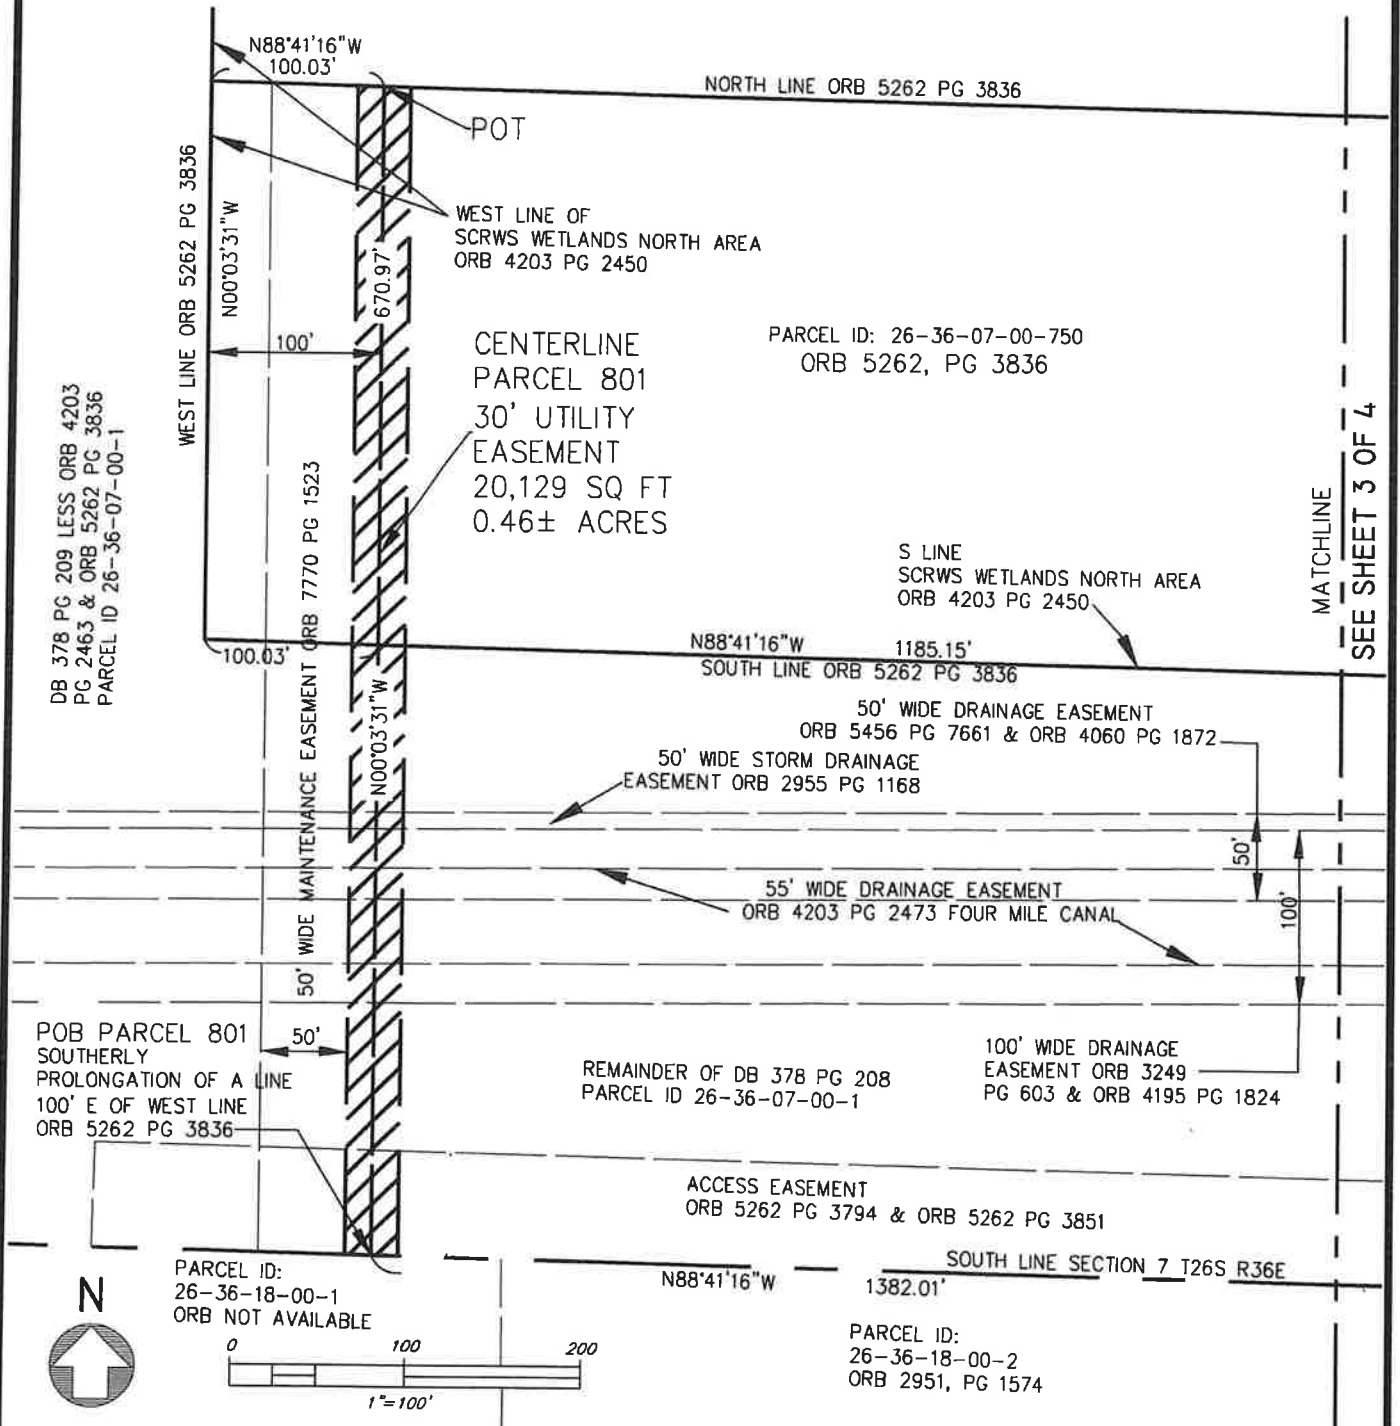 N88°41'16"W
100.03'
NORTH LINE ORB 5262 PG 3836
POT
WEST LINE ORB 5262 PG 3836
N00°03'31"W
WEST LINE OF
SCRWS WETLANDS NORTH AREA
ORB 4203 PG 2450
670.97'
100'
CENTERLINE
PARCEL 801
30' UTILITY
EASEMENT
20,129 SQ FT
0.46± ACRES
PARCEL ID: 26-36-07-00-750
ORB 5262, PG 3836
DB 378 PG 209 LESS ORB 4203
PG 2463 & ORB 5262 PG 3836
PARCEL ID 26-36-07-00-1
50' WIDE MAINTENANCE EASEMENT ORB 7770 PG 1523
MATCHLINE
SEE SHEET 3 OF 4
S LINE
SCRWS WETLANDS NORTH AREA
ORB 4203 PG 2450
100.03'
N88°41'16"W 1185.15'
SOUTH LINE ORB 5262 PG 3836
N00°03'31"W
50' WIDE DRAINAGE EASEMENT
ORB 5456 PG 7661 & ORB 4060 PG 1872
50' WIDE STORM DRAINAGE
EASEMENT ORB 2955 PG 1168
50'
55' WIDE DRAINAGE EASEMENT
ORB 4203 PG 2473 FOUR MILE CANAL
100'
POB PARCEL 801
SOUTHERLY
PROLONGATION OF A LINE
100' E OF WEST LINE
ORB 5262 PG 3836
50'
REMAINDER OF DB 378 PG 208
PARCEL ID 26-36-07-00-1
100' WIDE DRAINAGE
EASEMENT ORB 3249
PG 603 & ORB 4195 PG 1824
ACCESS EASEMENT
ORB 5262 PG 3794 & ORB 5262 PG 3851
SOUTH LINE SECTION 7 T26S R36E
N88°41'16"W 1382.01'
N
PARCEL ID:
26-36-18-00-1
ORB NOT AVAILABLE
0 100 200
1"=100'
PARCEL ID:
26-36-18-00-2
ORB 2951, PG 1574